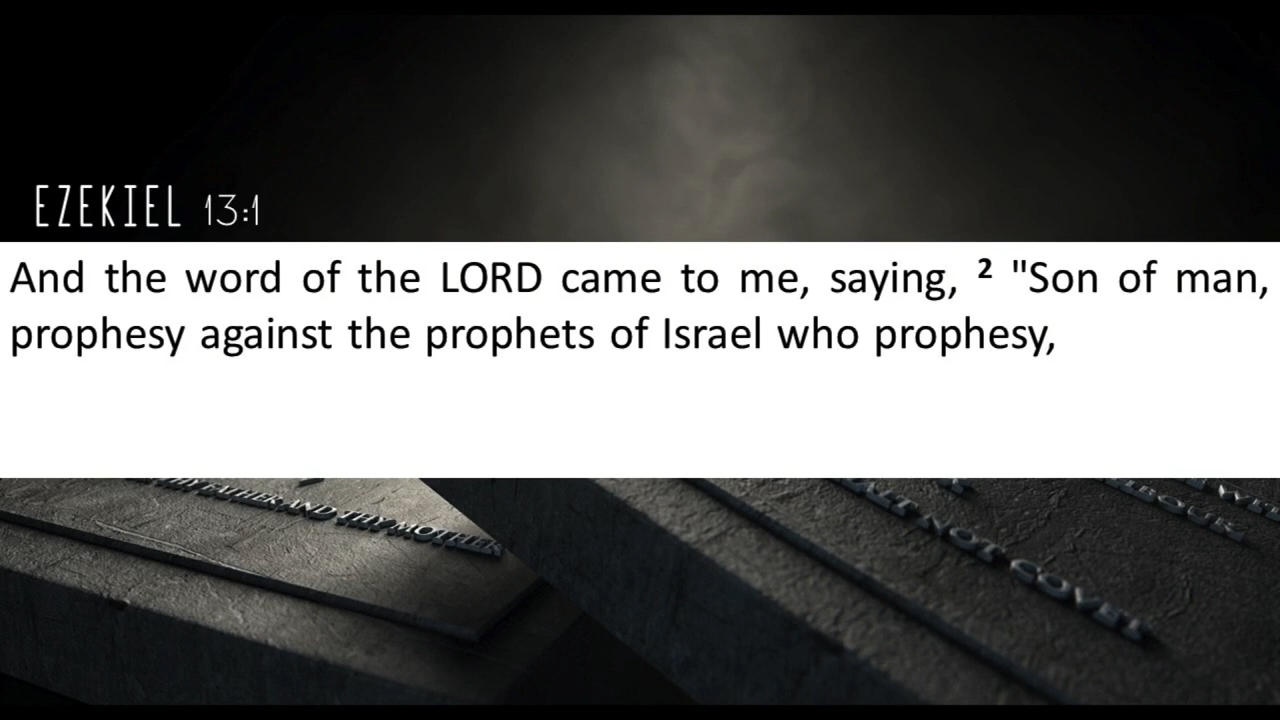 EZEKIEL 13:1
And the word of the LORD came to me, saying, ² "Son of man,
prophesy against the prophets of Israel who prophesy,
THY FATHER AND THY MOTHER
NOT COVET